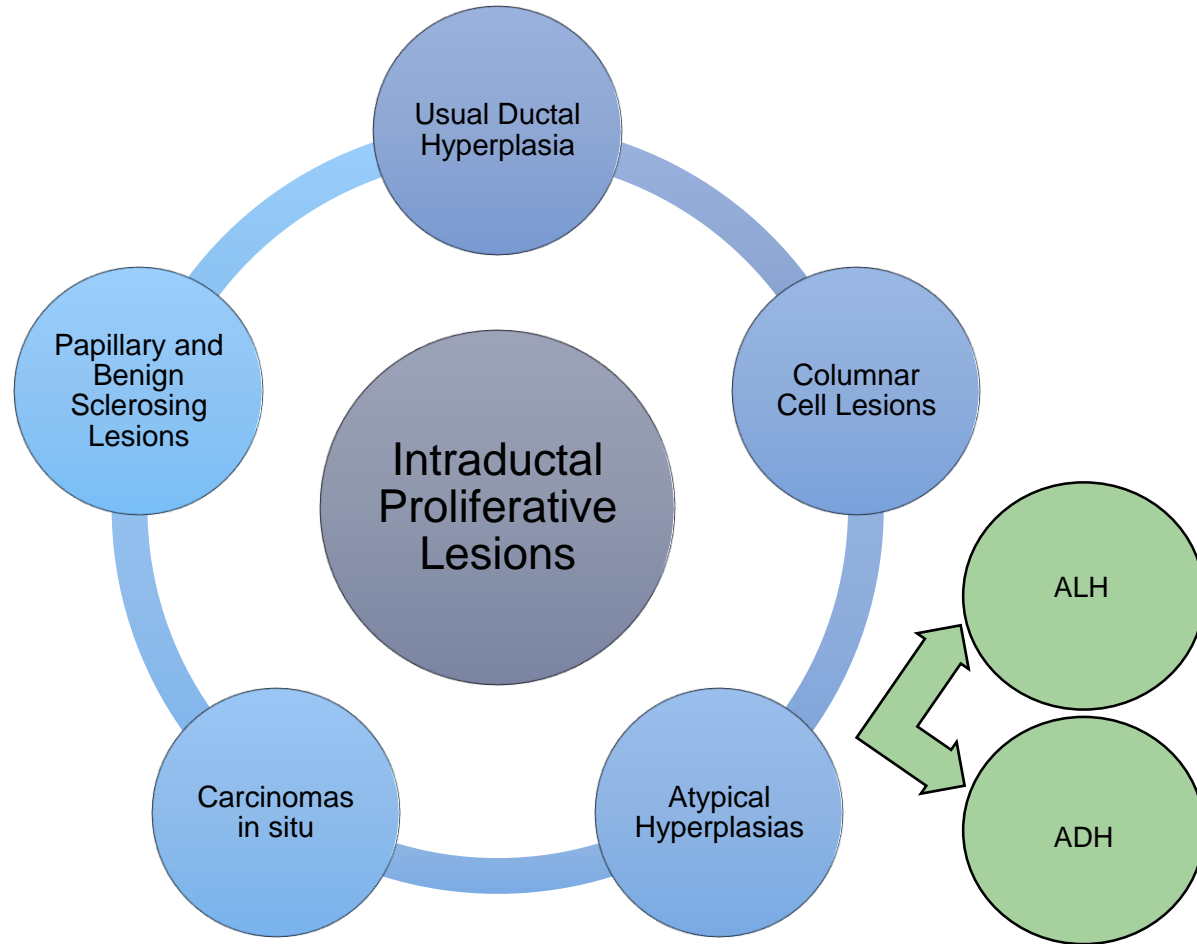 Usual Ductal
Hyperplasia
Papillary and
Benign
Sclerosing
Lesions
Columnar
Cell Lesions
Intraductal
Proliferative
Lesions
ALH
Carcinomas
in situ
Atypical
Hyperplasias
ADH